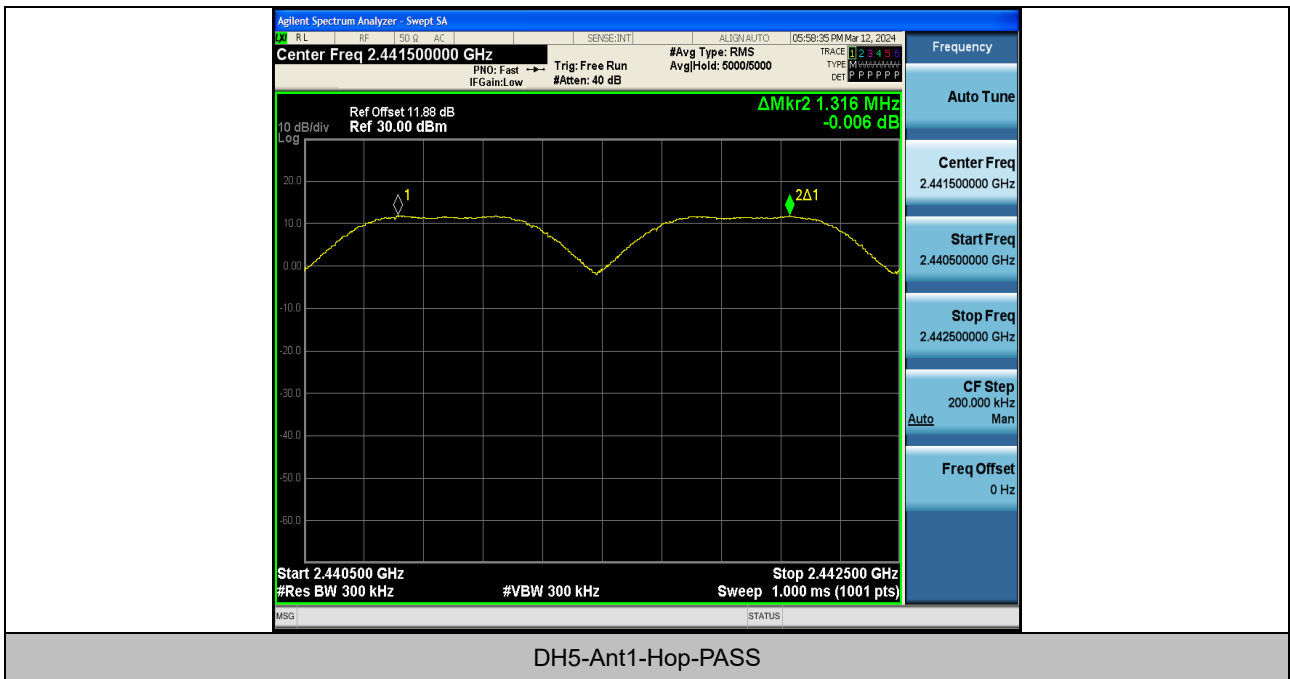 Agilent Spectrum Analyzer - Swept SA
LXI RL RF 50 Ω AC SENSE:INT ALIGN AUTO 05:58:35 PM Mar 12, 2024
Center Freq 2.441500000 GHz
PNO: Fast
IFGain:Low
Trig: Free Run
#Atten: 40 dB
#Avg Type: RMS
Avg|Hold: 5000/5000
TRACE 1 2 3 4 5 6
TYPE M
DET P P P P P P
Ref Offset 11.88 dB
10 dB/div Ref 30.00 dBm
Log
ΔMkr2 1.316 MHz
-0.006 dB
20.0
10.0
0.00
-10.0
-20.0
-30.0
-40.0
-50.0
-60.0
1
2Δ1
Start 2.440500 GHz Stop 2.442500 GHz
#Res BW 300 kHz #VBW 300 kHz Sweep 1.000 ms (1001 pts)
MSG STATUS
Frequency
Auto Tune
Center Freq
2.441500000 GHz
Start Freq
2.440500000 GHz
Stop Freq
2.442500000 GHz
CF Step
200.000 kHz
Auto Man
Freq Offset
0 Hz
DH5-Ant1-Hop-PASS